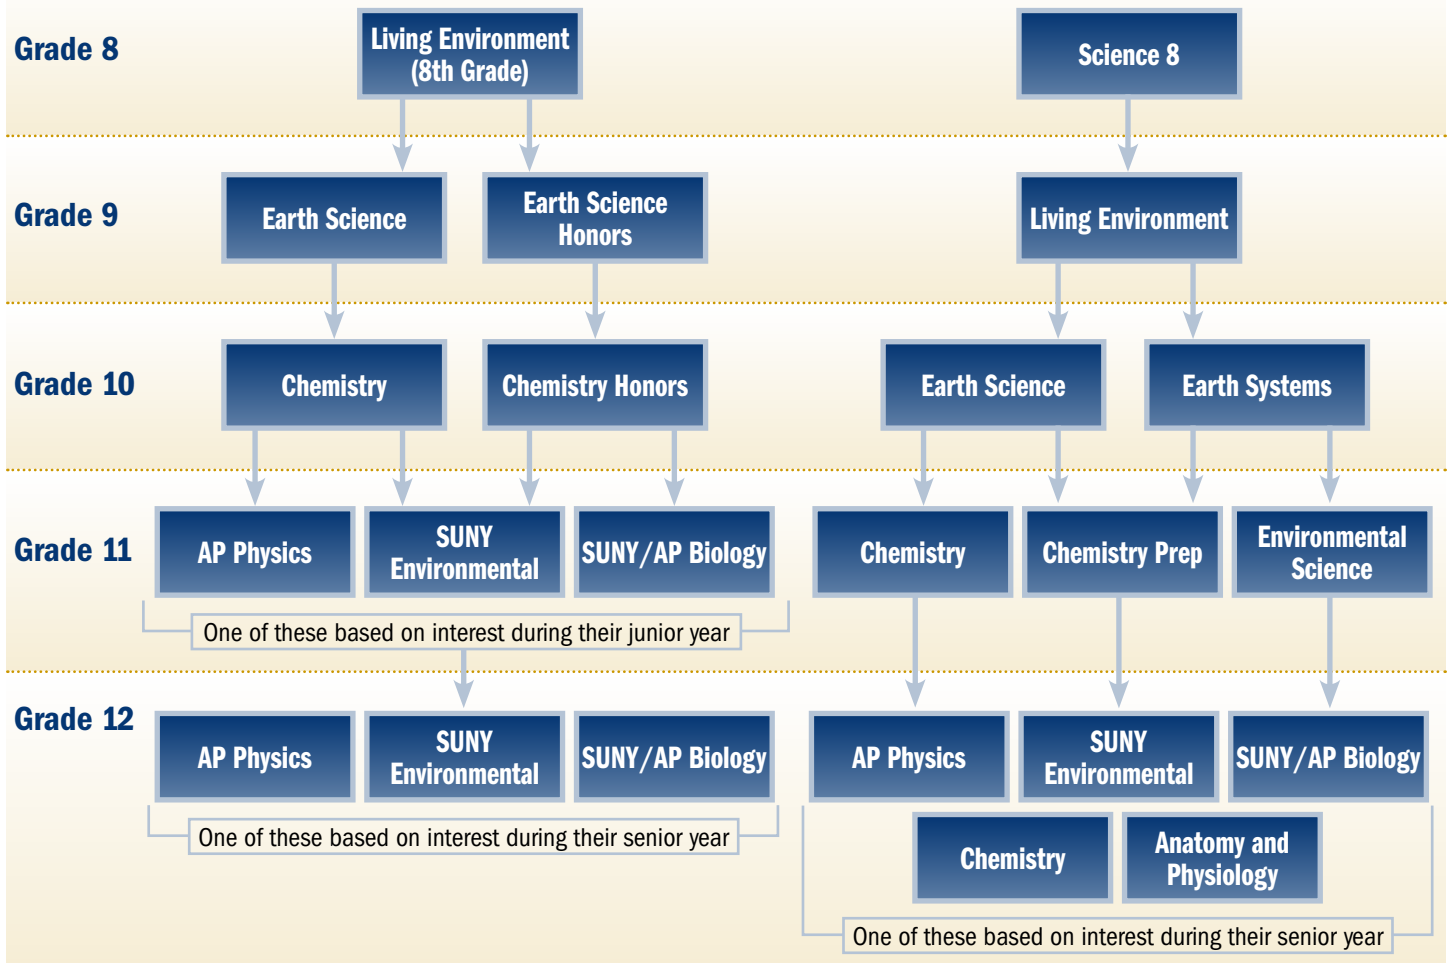 Grade 8
Living Environment
(8th Grade)
Science 8
Grade 9
Earth Science
Earth Science
Honors
Living Environment
Grade 10
Chemistry
Chemistry Honors
Earth Science
Earth Systems
Grade 11
AP Physics
SUNY
Environmental
SUNY/AP Biology
Chemistry
Chemistry Prep
Environmental
Science
One of these based on interest during their junior year
Grade 12
AP Physics
SUNY
Environmental
SUNY/AP Biology
AP Physics
SUNY
Environmental
SUNY/AP Biology
One of these based on interest during their senior year
Chemistry
Anatomy and
Physiology
One of these based on interest during their senior year